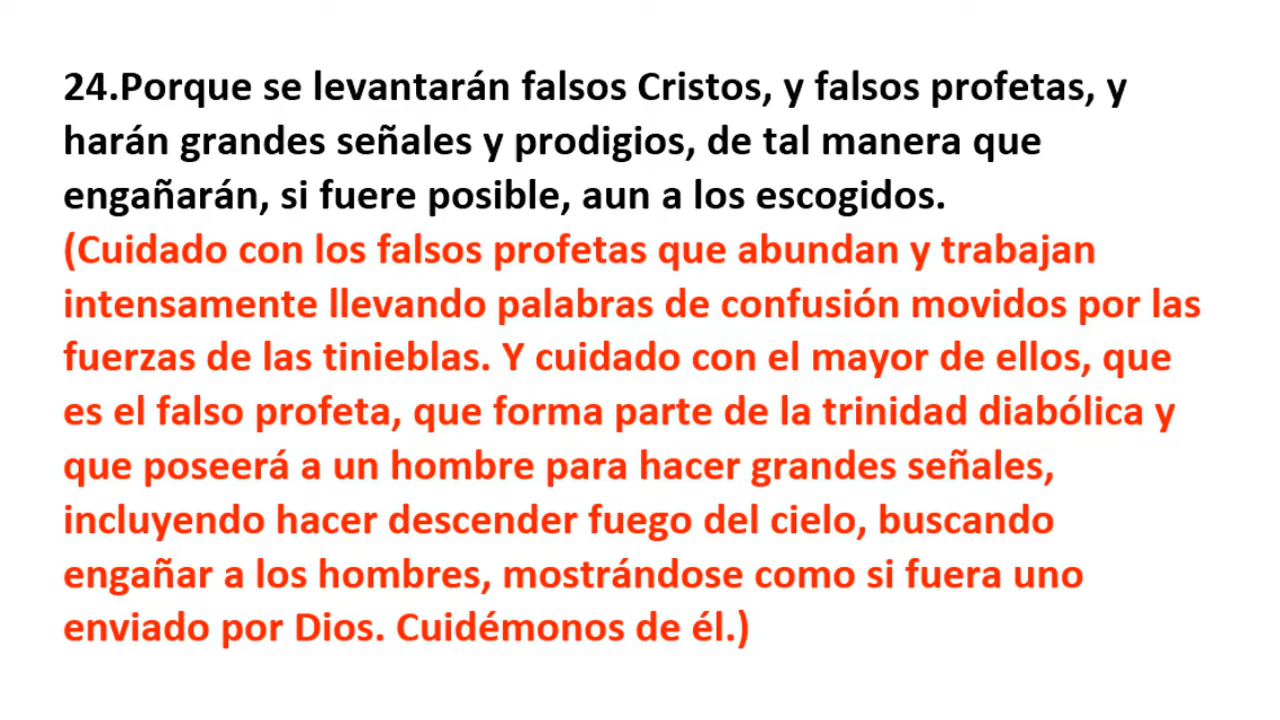 24.Porque se levantarán falsos Cristos, y falsos profetas, y
harán grandes señales y prodigios, de tal manera que
engañarán, si fuere posible, aun a los escogidos.
(Cuidado con los falsos profetas que abundan y trabajan
intensamente llevando palabras de confusión movidos por las
fuerzas de las tinieblas. Y cuidado con el mayor de ellos, que
es el falso profeta, que forma parte de la trinidad diabólica y
que poseerá a un hombre para hacer grandes señales,
incluyendo hacer descender fuego del cielo, buscando
engañar a los hombres, mostrándose como si fuera uno
enviado por Dios. Cuidémonos de él.)